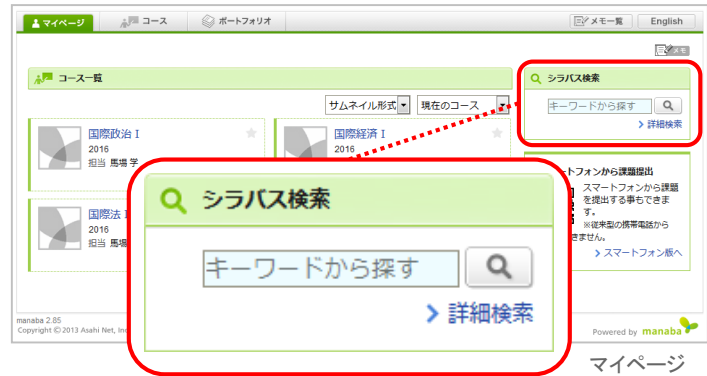 マイページ
コース
ポートフォリオ
メモ一覧
English
メモ
コース一覧
サムネイル形式
現在のコース
国際政治 I
2016
担当 馬場 学
国際経済 I
2016
国際法 I
2016
担当 馬場
シラバス検索
キーワードから探す
詳細検索
トフォンから課題提出
スマートフォンから課題
を提出する事もできま
す。
※従来型の携帯電話から
きません。
スマートフォン版へ
シラバス検索
キーワードから探す
詳細検索
manaba 2.85
Copyright © 2013 Asahi Net, Inc
Powered by manaba
マイページ